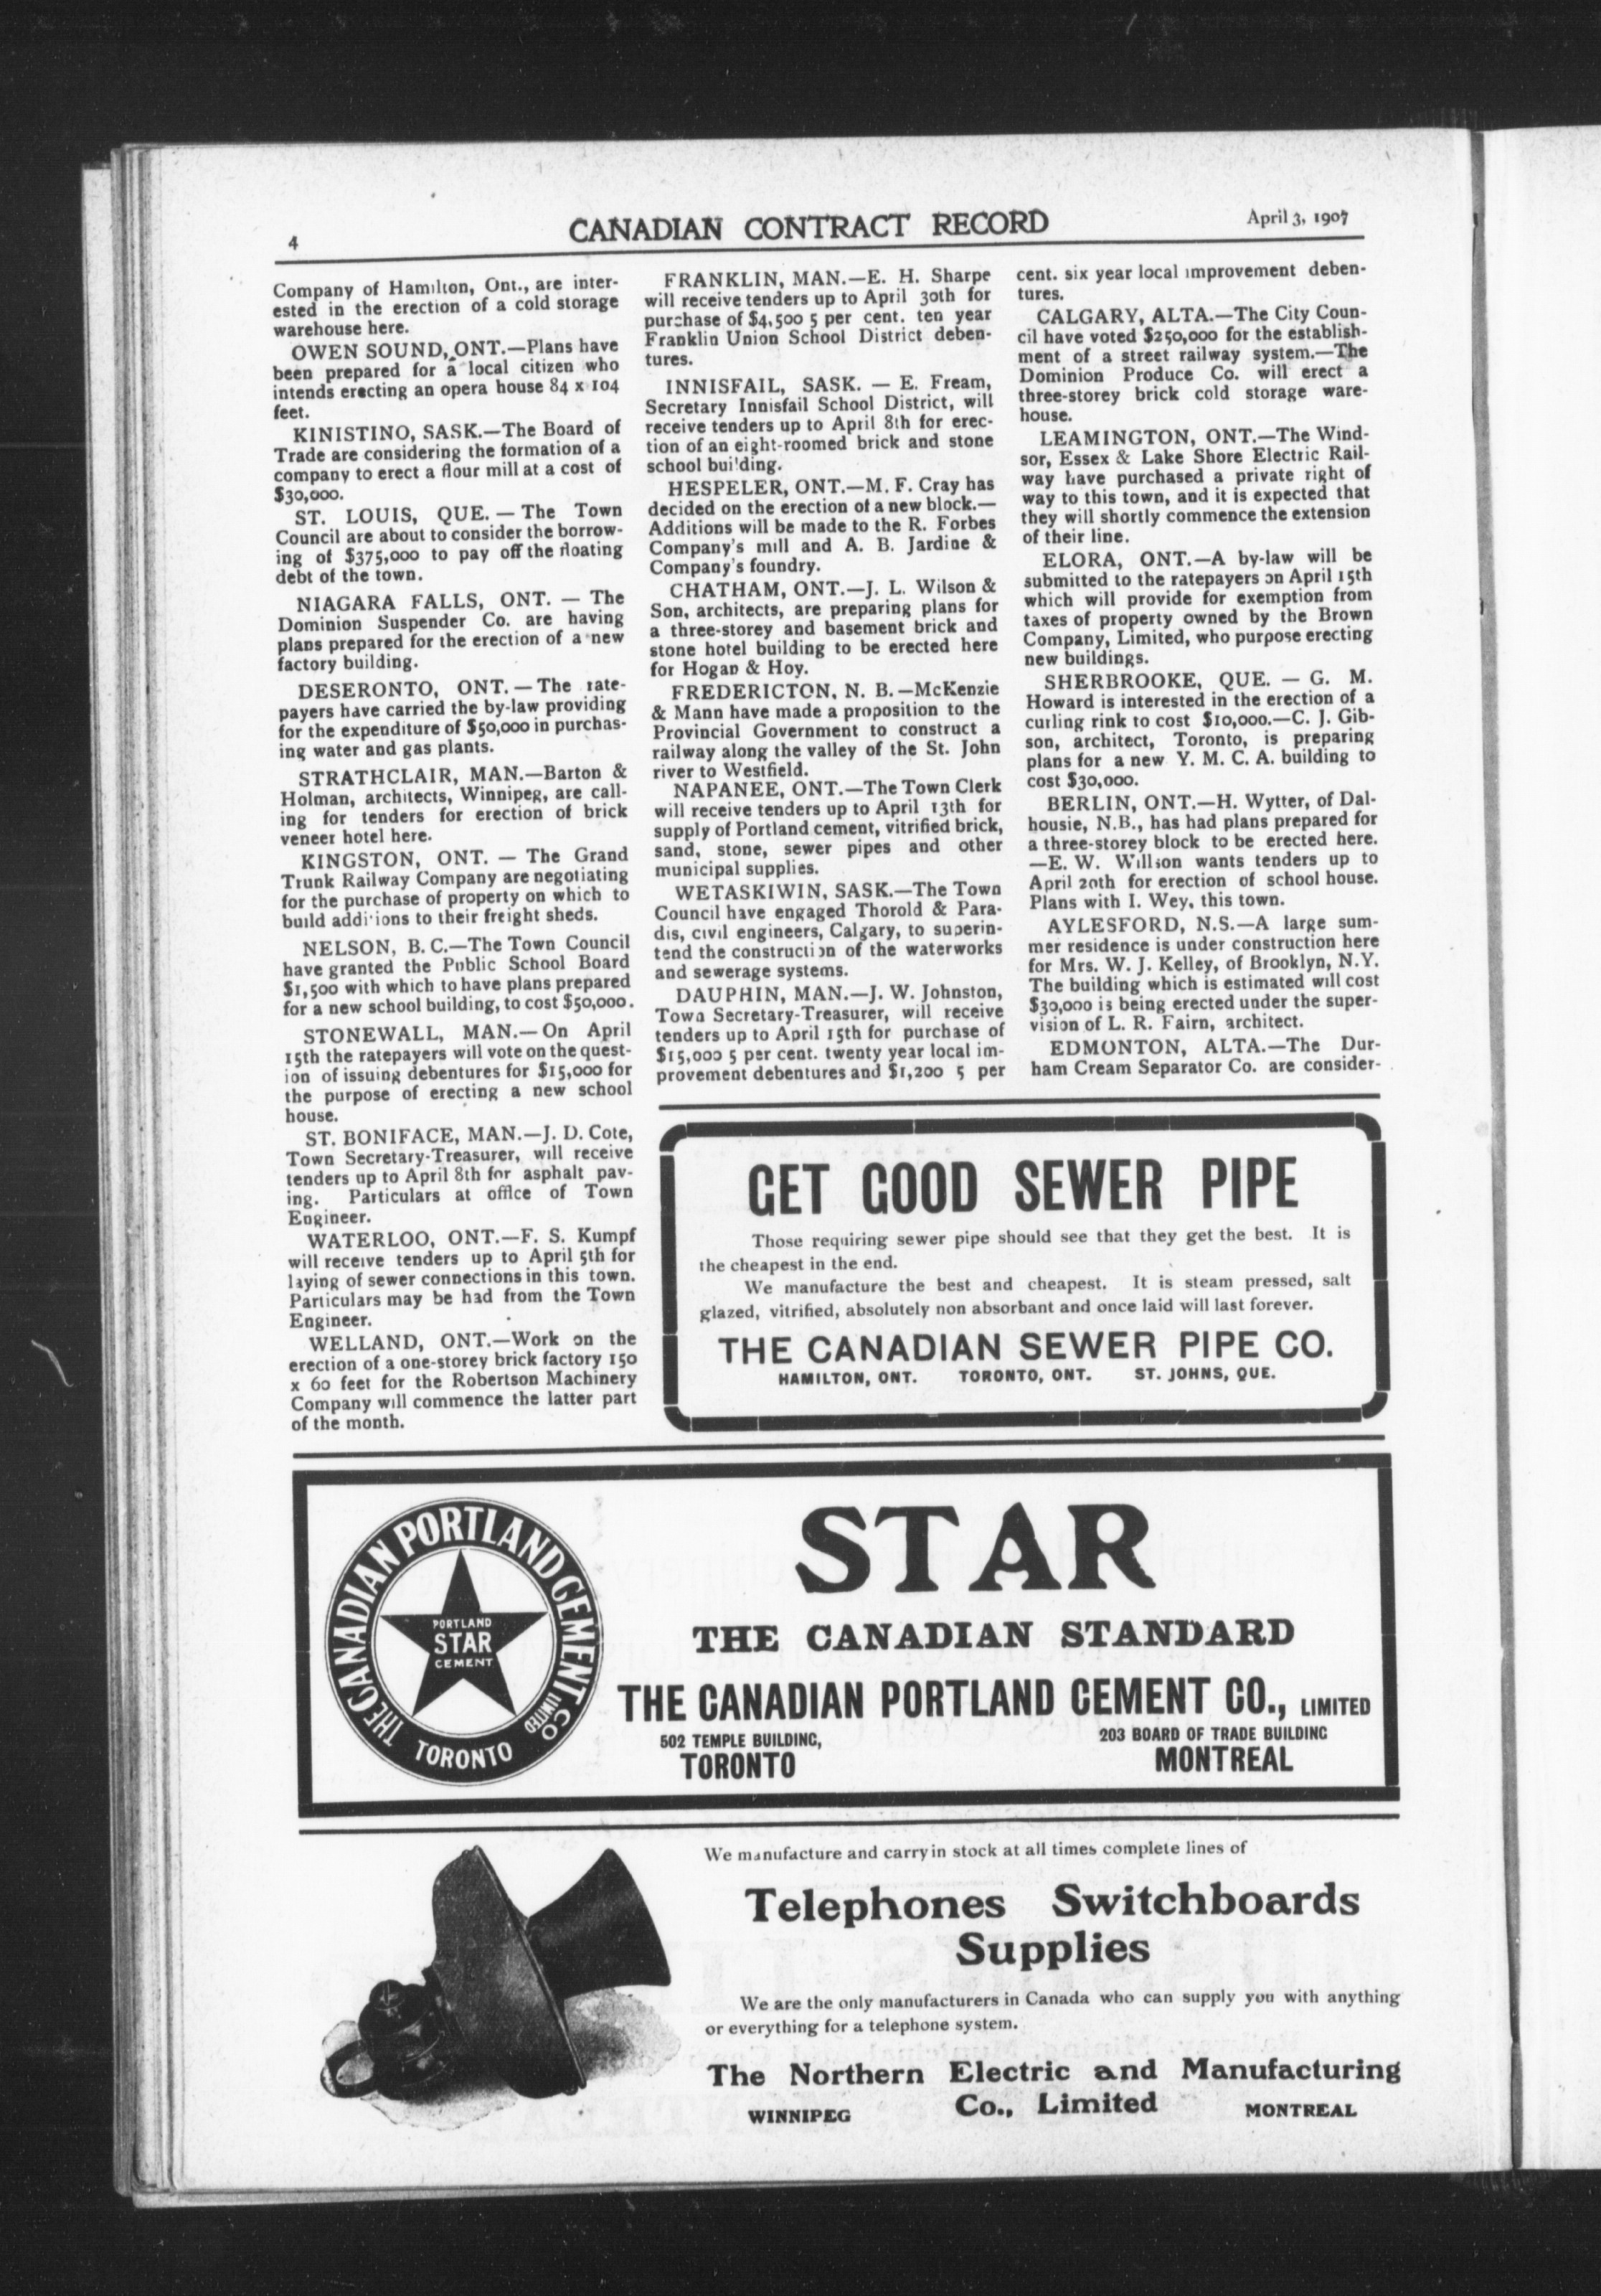 4
CANADIAN CONTRACT RECORD
April 3, 1907
Company of Hamilton, Ont., are inter-
ested in the erection of a cold storage
warehouse here.
OWEN SOUND, ONT.—Plans have
been prepared for a local citizen who
intends erecting an opera house 84 x 104
feet.
KINISTINO, SASK.—The Board of
Trade are considering the formation of a
company to erect a flour mill at a cost of
$30,000.
ST. LOUIS, QUE. — The Town
Council are about to consider the borrow-
ing of $375,000 to pay off the floating
debt of the town.
NIAGARA FALLS, ONT. — The
Dominion Suspender Co. are having
plans prepared for the erection of a new
factory building.
DESERONTO, ONT. — The rate-
payers have carried the by-law providing
for the expenditure of $50,000 in purchas-
ing water and gas plants.
STRATHCLAIR, MAN.—Barton &
Holman, architects, Winnipeg, are call-
ing for tenders for erection of brick
veneer hotel here.
KINGSTON, ONT. — The Grand
Trunk Railway Company are negotiating
for the purchase of property on which to
build additions to their freight sheds.
NELSON, B. C.—The Town Council
have granted the Public School Board
$1,500 with which to have plans prepared
for a new school building, to cost $50,000.
STONEWALL, MAN.—On April
15th the ratepayers will vote on the quest-
ion of issuing debentures for $15,000 for
the purpose of erecting a new school
house.
ST. BONIFACE, MAN.—J. D. Cote,
Town Secretary-Treasurer, will receive
tenders up to April 8th for asphalt pav-
ing. Particulars at office of Town
Engineer.
WATERLOO, ONT.—F. S. Kumpf
will receive tenders up to April 5th for
laying of sewer connections in this town.
Particulars may be had from the Town
Engineer.
WELLAND, ONT.—Work on the
erection of a one-storey brick factory 150
x 60 feet for the Robertson Machinery
Company will commence the latter part
of the month.
FRANKLIN, MAN.—E. H. Sharpe
will receive tenders up to April 30th for
purchase of $4,500 5 per cent. ten year
Franklin Union School District deben-
tures.
INNISFAIL, SASK. — E. Fream,
Secretary Innisfail School District, will
receive tenders up to April 8th for erec-
tion of an eight-roomed brick and stone
school building.
HESPELER, ONT.—M. F. Cray has
decided on the erection of a new block.—
Additions will be made to the R. Forbes
Company's mill and A. B. Jardine &
Company's foundry.
CHATHAM, ONT.—J. L. Wilson &
Son, architects, are preparing plans for
a three-storey and basement brick and
stone hotel building to be erected here
for Hogan & Hoy.
FREDERICTON, N. B.—McKenzie
& Mann have made a proposition to the
Provincial Government to construct a
railway along the valley of the St. John
river to Westfield.
NAPANEE, ONT.—The Town Clerk
will receive tenders up to April 13th for
supply of Portland cement, vitrified brick,
sand, stone, sewer pipes and other
municipal supplies.
WETASKIWIN, SASK.—The Town
Council have engaged Thorold & Para-
dis, civil engineers, Calgary, to superin-
tend the construction of the waterworks
and sewerage systems.
DAUPHIN, MAN.—J. W. Johnston,
Town Secretary-Treasurer, will receive
tenders up to April 15th for purchase of
$15,000 5 per cent. twenty year local im-
provement debentures and $1,200 5 per
cent. six year local improvement deben-
tures.
CALGARY, ALTA.—The City Coun-
cil have voted $250,000 for the establish-
ment of a street railway system.—The
Dominion Produce Co. will erect a
three-storey brick cold storage ware-
house.
LEAMINGTON, ONT.—The Wind-
sor, Essex & Lake Shore Electric Rail-
way have purchased a private right of
way to this town, and it is expected that
they will shortly commence the extension
of their line.
ELORA, ONT.—A by-law will be
submitted to the ratepayers on April 15th
which will provide for exemption from
taxes of property owned by the Brown
Company, Limited, who purpose erecting
new buildings.
SHERBROOKE, QUE. — G. M.
Howard is interested in the erection of a
curling rink to cost $10,000.—C. J. Gib-
son, architect, Toronto, is preparing
plans for a new Y. M. C. A. building to
cost $30,000.
BERLIN, ONT.—H. Wytter, of Dal-
housie, N.B., has had plans prepared for
a three-storey block to be erected here.
—E. W. Willson wants tenders up to
April 20th for erection of school house.
Plans with I. Wey, this town.
AYLESFORD, N.S.—A large sum-
mer residence is under construction here
for Mrs. W. J. Kelley, of Brooklyn, N.Y.
The building which is estimated will cost
$30,000 is being erected under the super-
vision of L. R. Fairn, architect.
EDMONTON, ALTA.—The Dur-
ham Cream Separator Co. are consider-
GET GOOD SEWER PIPE
Those requiring sewer pipe should see that they get the best. It is
the cheapest in the end.
We manufacture the best and cheapest. It is steam pressed, salt
glazed, vitrified, absolutely non absorbant and once laid will last forever.
THE CANADIAN SEWER PIPE CO.
HAMILTON, ONT. TORONTO, ONT. ST. JOHNS, QUE.
THE CANADIAN PORTLAND CEMENT CO LIMITED
TORONTO
PORTLAND
STAR
CEMENT
STAR
THE CANADIAN STANDARD
THE CANADIAN PORTLAND CEMENT CO., LIMITED
502 TEMPLE BUILDING, 203 BOARD OF TRADE BUILDING
TORONTO MONTREAL
We manufacture and carry in stock at all times complete lines of
Telephones Switchboards
Supplies
We are the only manufacturers in Canada who can supply you with anything
or everything for a telephone system.
The Northern Electric and Manufacturing
Co., Limited
WINNIPEG MONTREAL